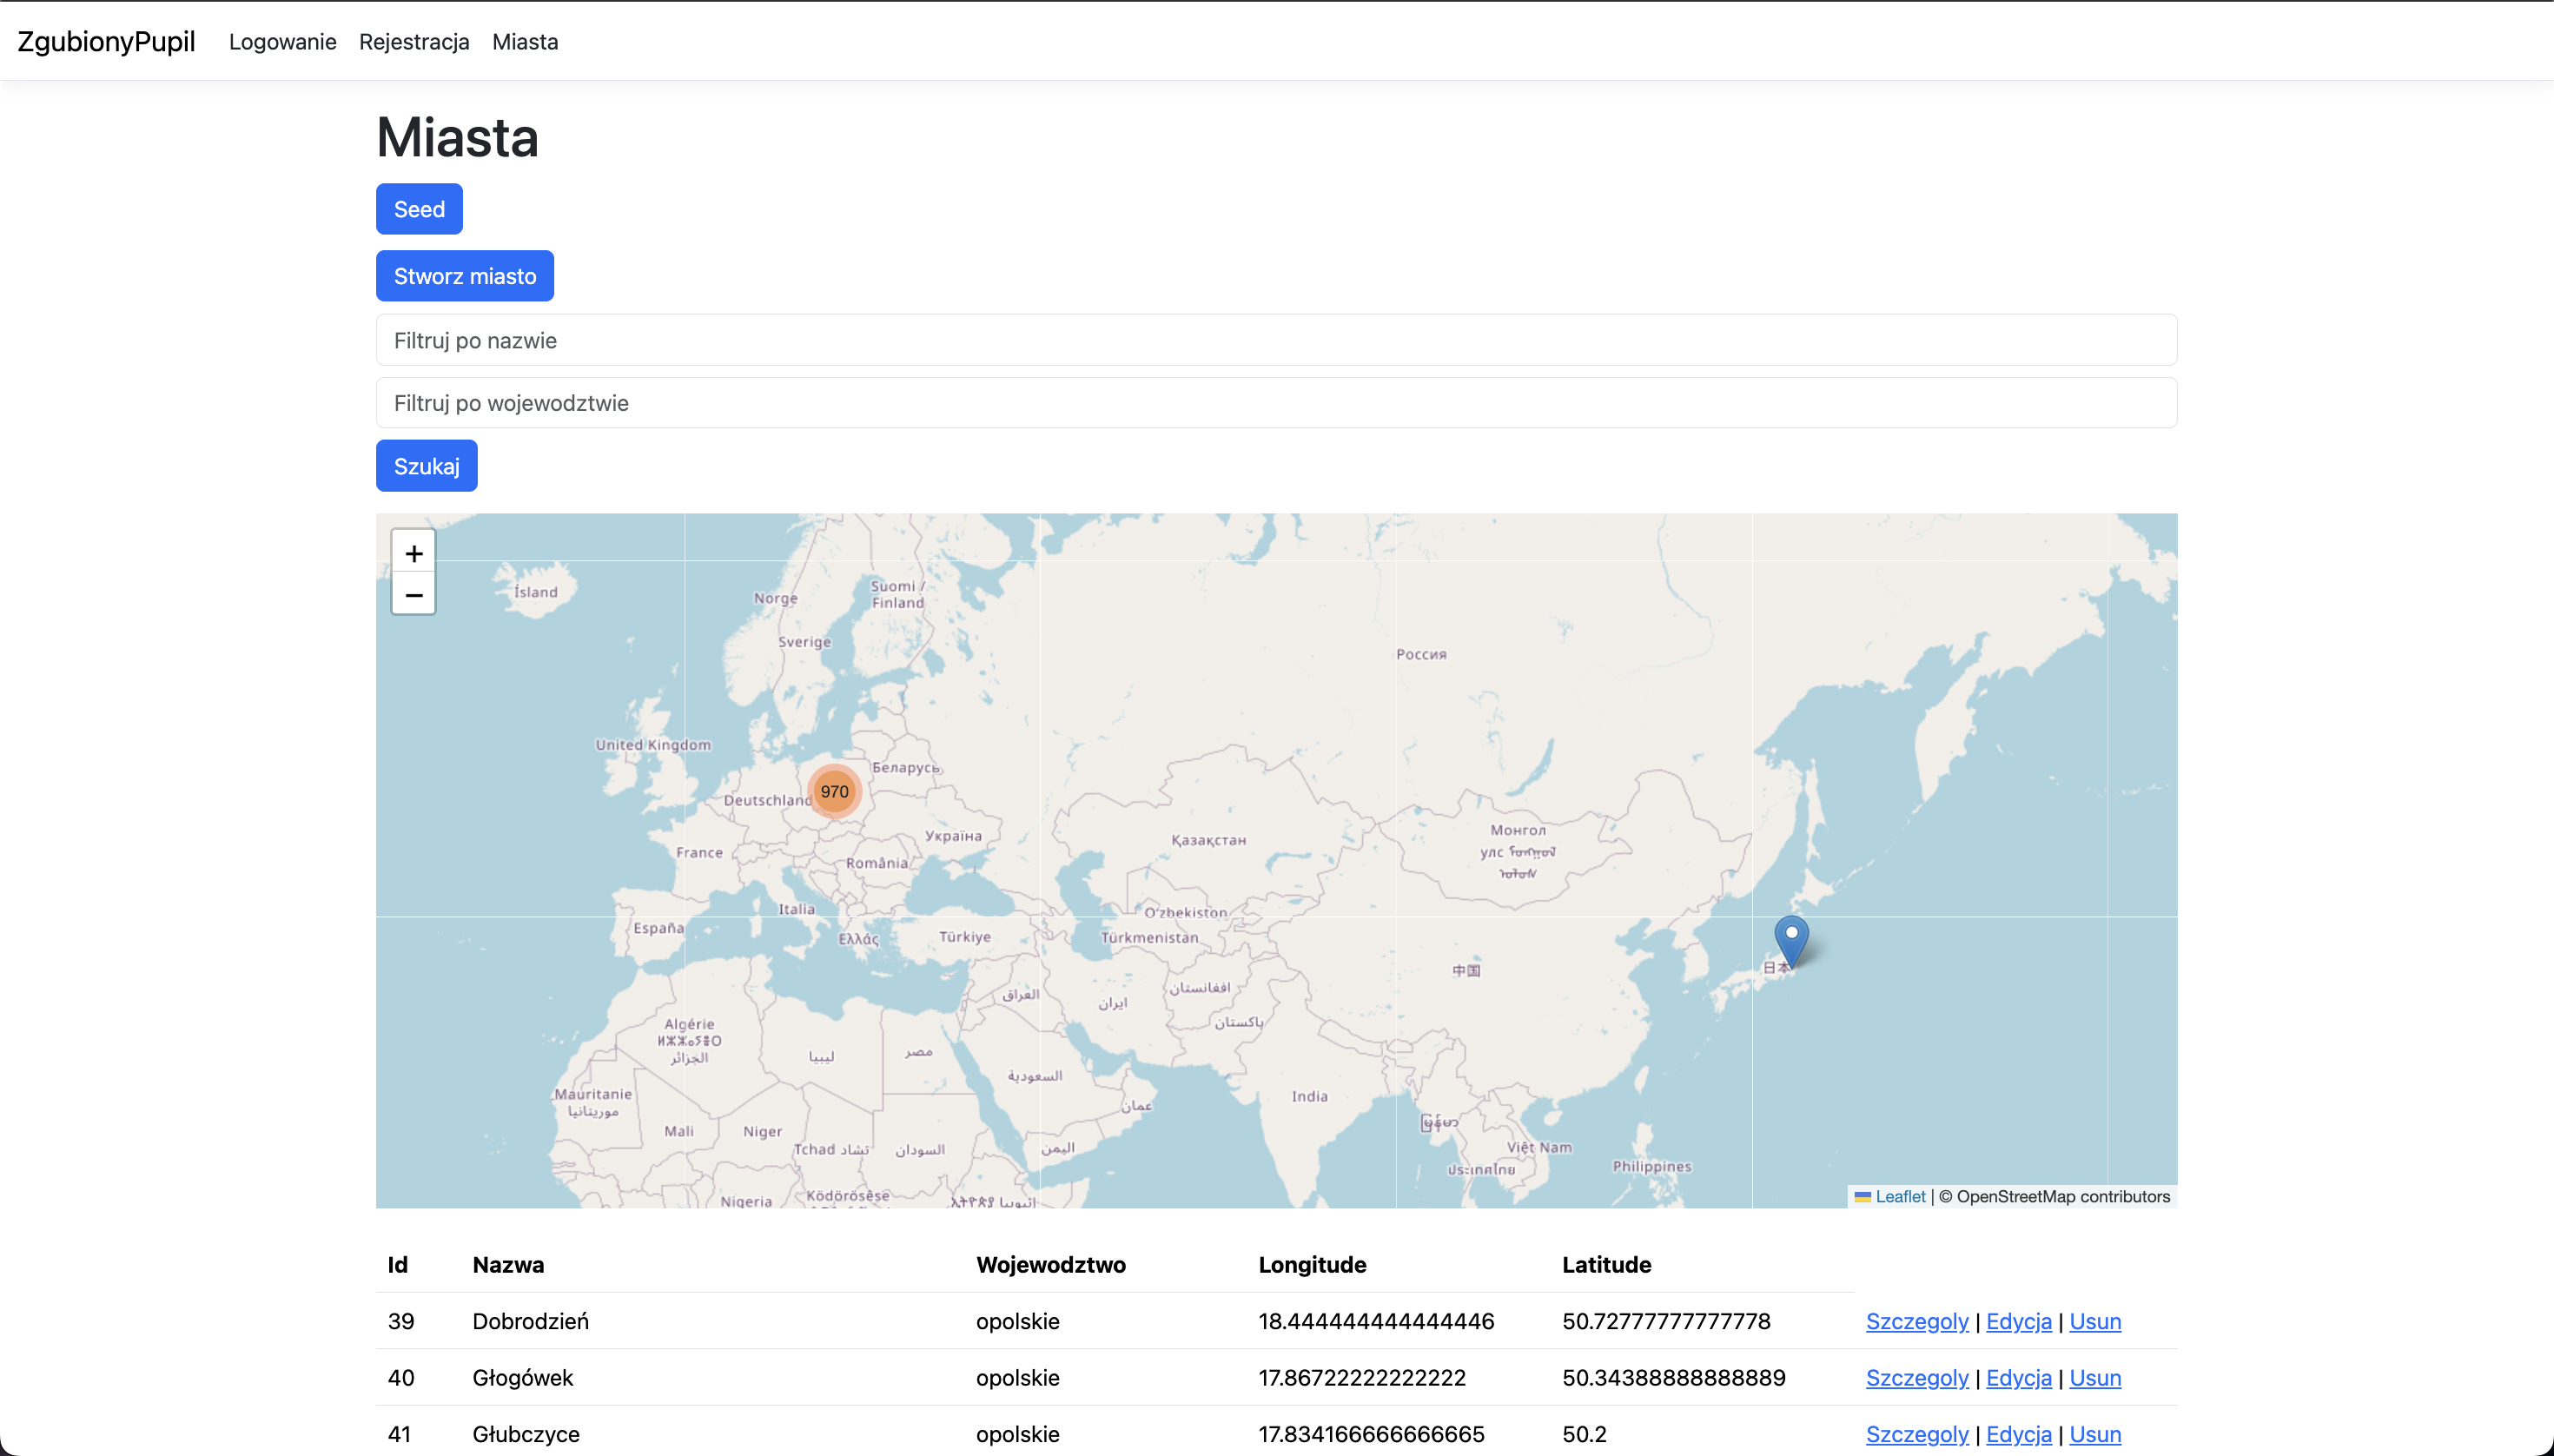 ZgubionyPupil Logowanie Rejestracja Miasta
Miasta
Seed
Stworz miasto
Filtruj po nazwie
Filtruj po wojewodztwie
Szukaj
+
−
Ísland
Norge
Suomi /
Finland
Sverige
Россия
United Kingdom
Беларусь
970
Deutschland
Україна
Қазақстан
Монгол
улс
France
România
Italia
O'zbekiston
España
Ελλάς
Türkiye
Türkmenistan
日本
中国
افغانستان
العراق
ایران
پاکستان
Algérie
ⵍⵣⵣⴰⵢⴻⵔ
الجزائر
ليبيا
مصر
السعودية
India
Mauritanie
موريتانيا
عمان
မြန်မာ
Mali
Niger
Tchad تشاد
السودان
اليمن
Việt Nam
ประเทศไทย
Philippines
Nigeria
Ködörösêse
Leaflet | © OpenStreetMap contributors
Id Nazwa Wojewodztwo Longitude Latitude
39 Dobrodzień opolskie 18.444444444444446 50.72777777777778 Szczegoly | Edycja | Usun
40 Głogówek opolskie 17.86722222222222 50.34388888888889 Szczegoly | Edycja | Usun
41 Głubczyce opolskie 17.834166666666665 50.2 Szczegoly | Edycja | Usun